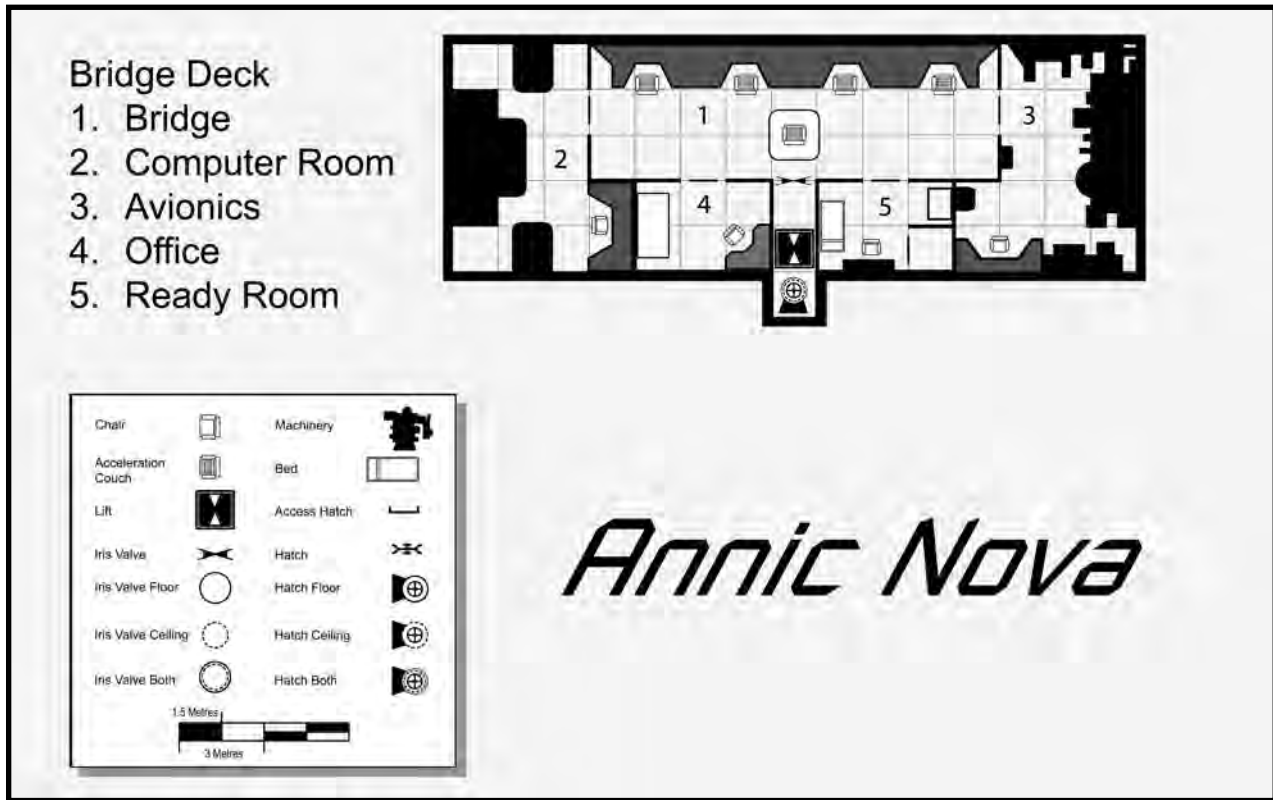 Bridge Deck
1. Bridge
2. Computer Room
3. Avionics
4. Office
5. Ready Room
1
2
3
4
5
Chair
Machinery
Acceleration
Couch
Bed
Lift
Access Hatch
Iris Valve
Hatch
Iris Valve Floor
Hatch Floor
Iris Valve Ceiling
Hatch Ceiling
Iris Valve Both
Hatch Both
1.5 Metres
3 Metres
Annic Nova